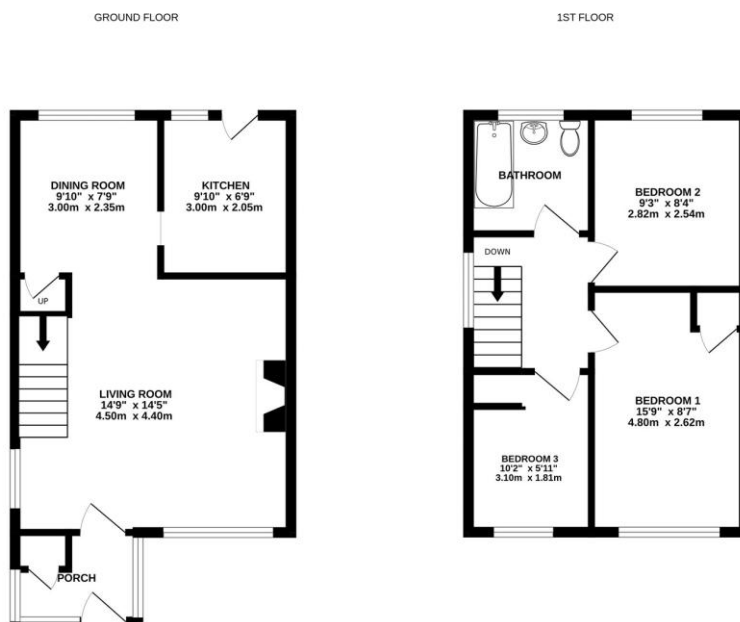 GROUND FLOOR
1ST FLOOR
DINING ROOM
9'10" x 7'9"
3.00m x 2.35m
KITCHEN
9'10" x 6'9"
3.00m x 2.05m
UP
LIVING ROOM
14'9" x 14'5"
4.50m x 4.40m
PORCH
BATHROOM
BEDROOM 2
9'3" x 8'4"
2.82m x 2.54m
DOWN
BEDROOM 1
15'9" x 8'7"
4.80m x 2.62m
BEDROOM 3
10'2" x 5'11"
3.10m x 1.81m